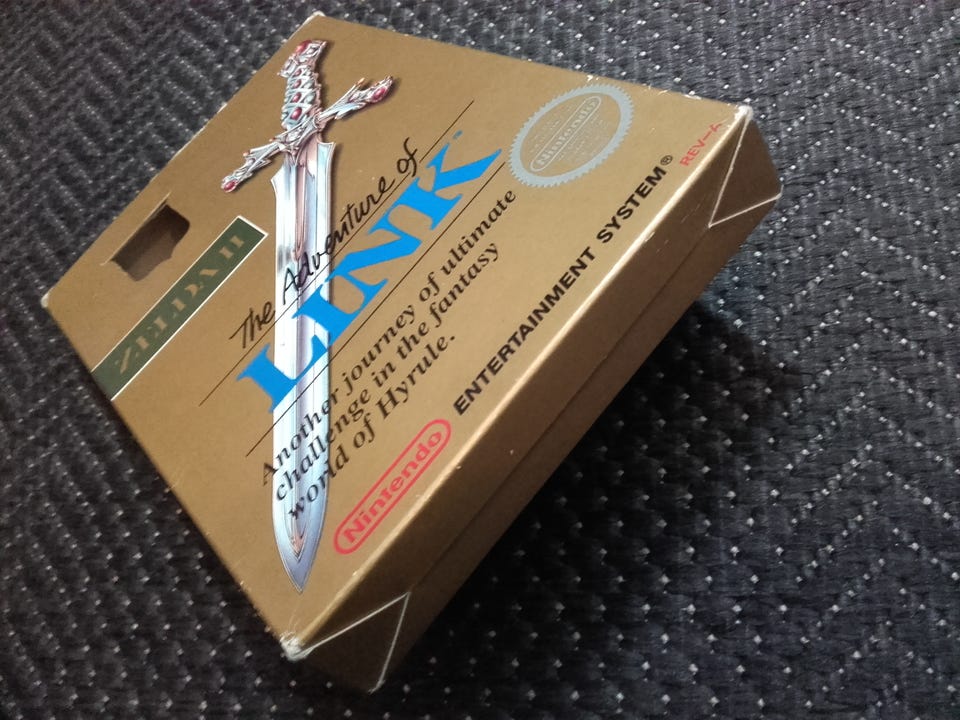 ZELDA II
The Adventure of
LINK
Another journey of ultimate
challenge in the fantasy
world of Hyrule.
Nintendo ENTERTAINMENT SYSTEM®
REV-A
Nintendo